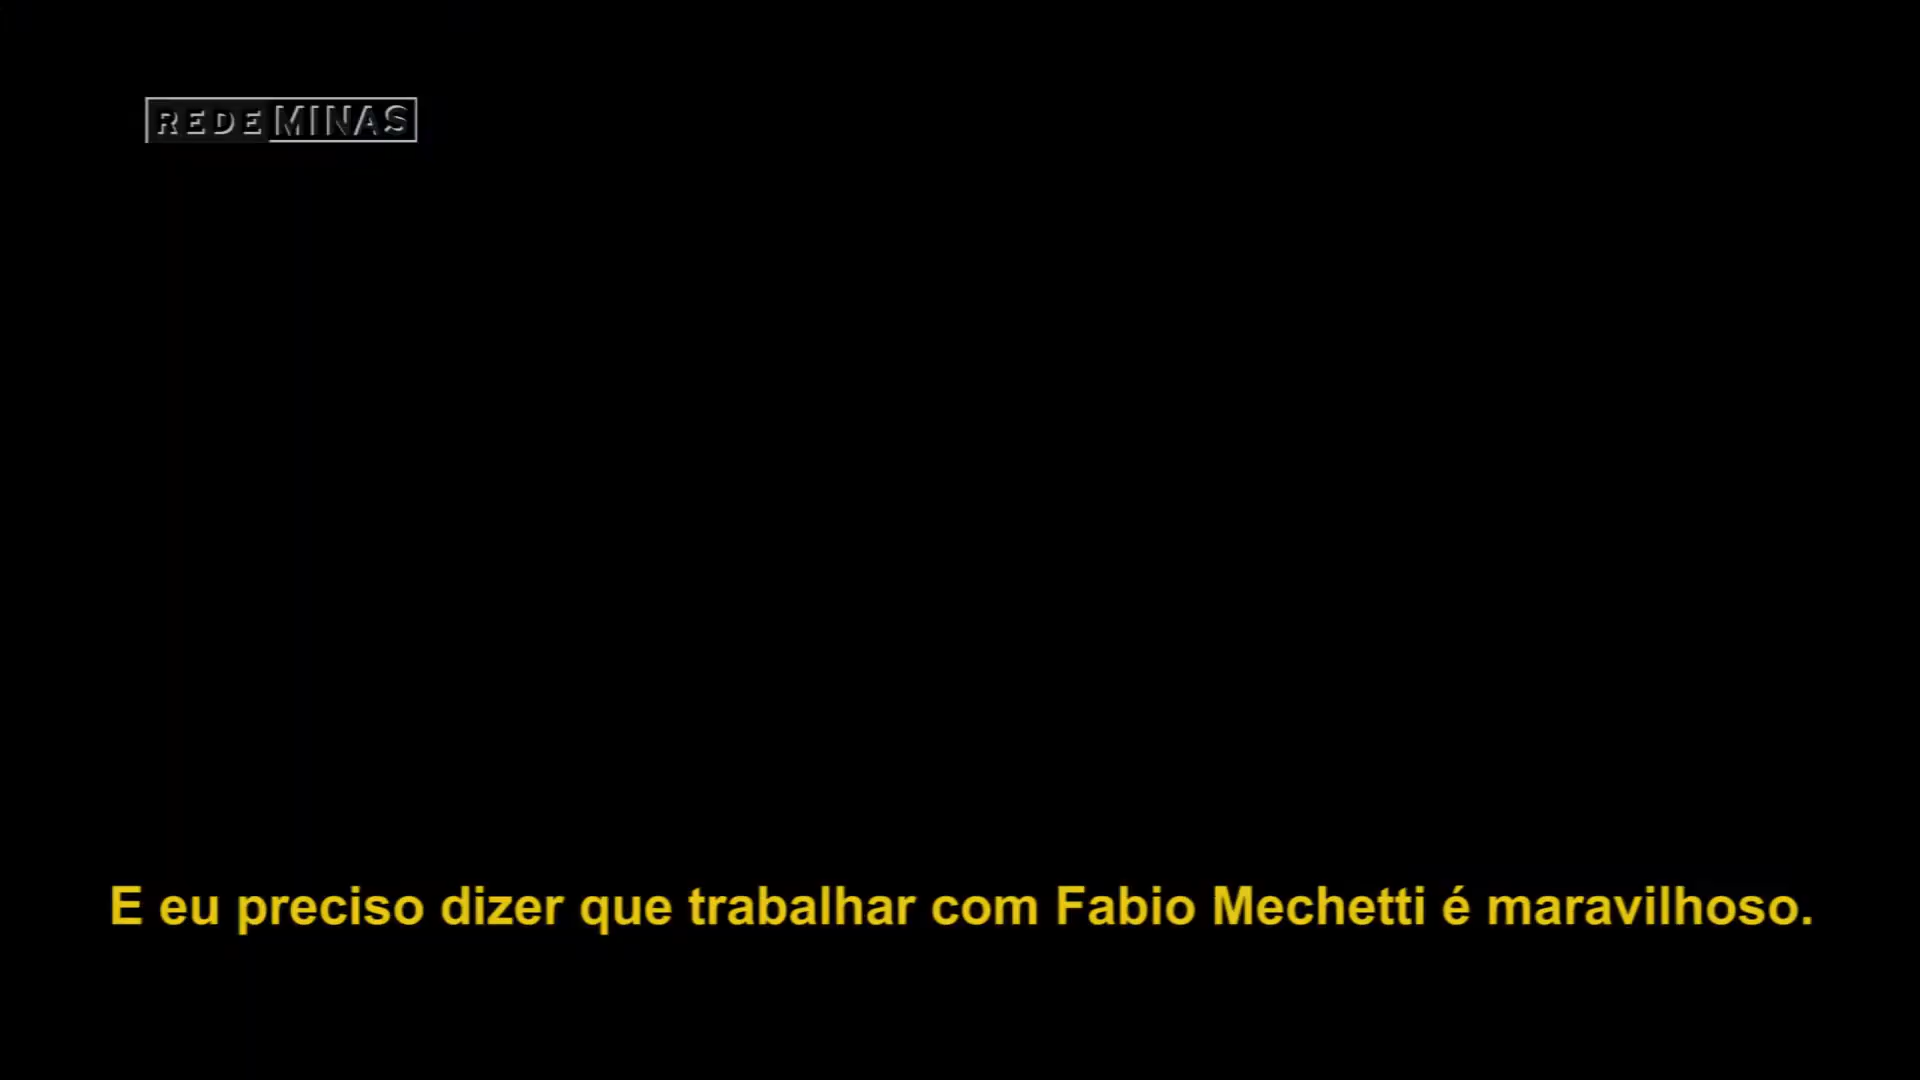 REDE MINAS
E eu preciso dizer que trabalhar com Fabio Mechetti é maravilhoso.